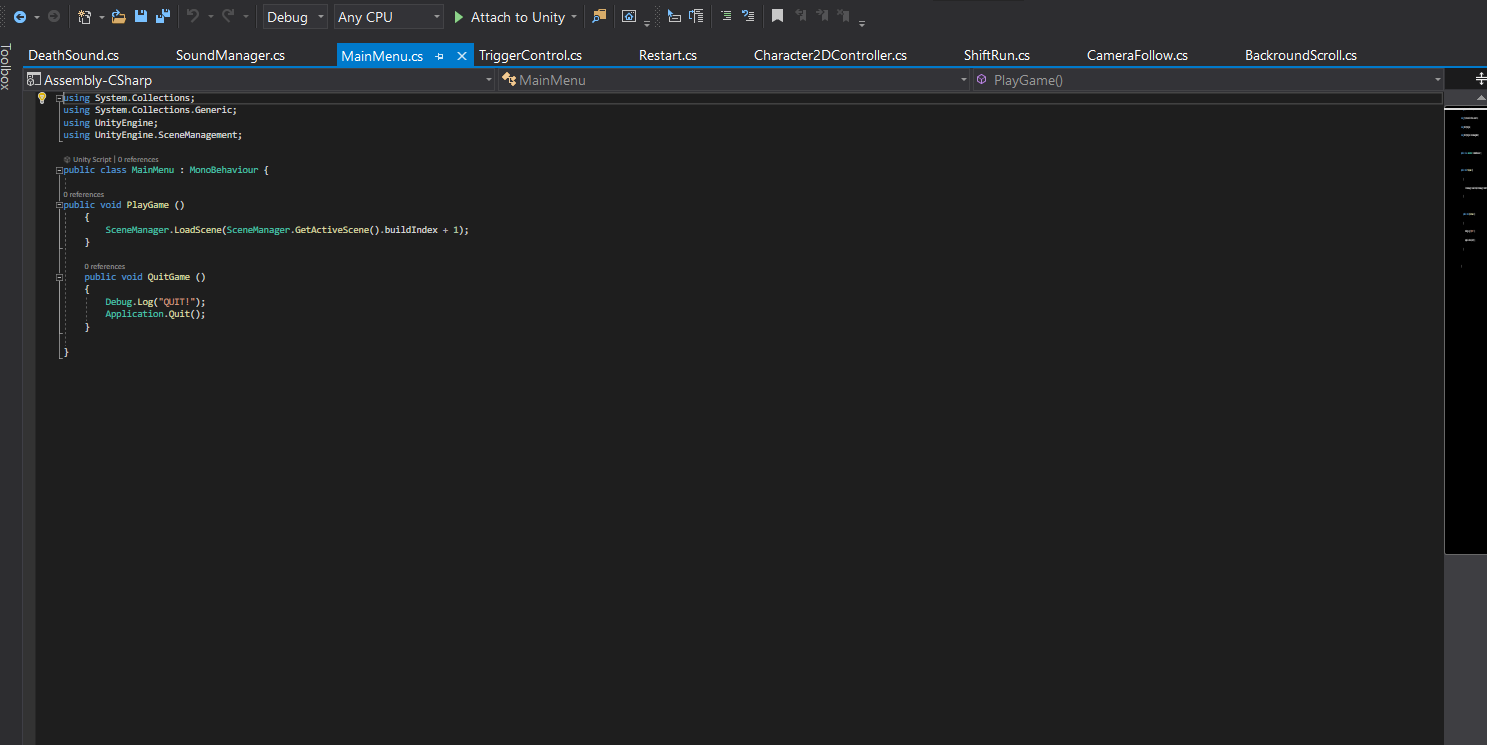 Debug Any CPU Attach to Unity
Toolbox
DeathSound.cs SoundManager.cs MainMenu.cs TriggerControl.cs Restart.cs Character2DController.cs ShiftRun.cs CameraFollow.cs BackroundScroll.cs
Assembly-CSharp MainMenu PlayGame()
using System.Collections;
using System.Collections.Generic;
using UnityEngine;
using UnityEngine.SceneManagement;
Unity Script | 0 references
public class MainMenu : MonoBehaviour {
0 references
public void PlayGame ()
{
SceneManager.LoadScene(SceneManager.GetActiveScene().buildIndex + 1);
}
0 references
public void QuitGame ()
{
Debug.Log("QUIT!");
Application.Quit();
}
}